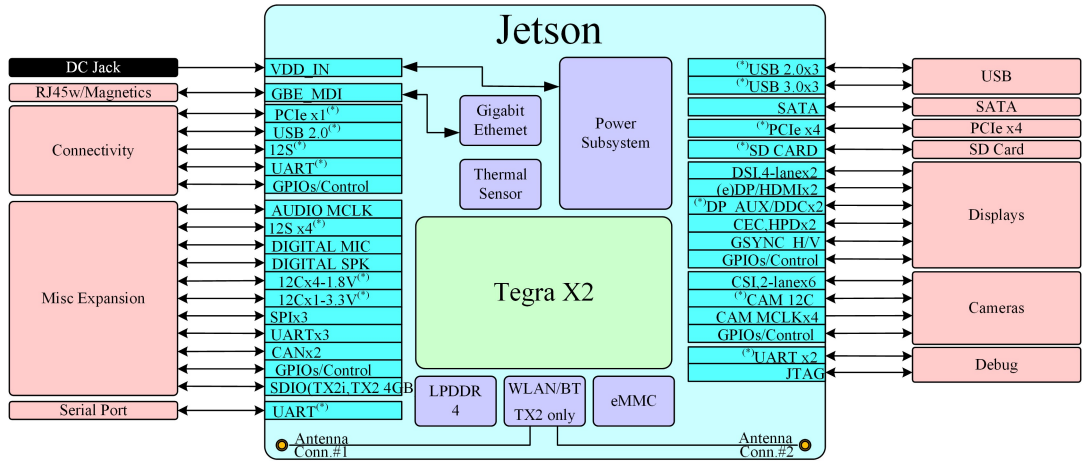 Jetson
DC Jack
RJ45w/Magnetics
Connectivity
Misc Expansion
Serial Port
VDD_IN
GBE_MDI
PCIe x1(*)
USB 2.0(*)
12S(*)
UART(*)
GPIOs/Control
AUDIO MCLK
12S x4(*)
DIGITAL MIC
DIGITAL SPK
12Cx4-1.8V(*)
12Cx1-3.3V(*)
SPIx3
UARTx3
CANx2
GPIOs/Control
SDIO(TX2i,TX2 4GB
UART(*)
Gigabit
Ethemet
Thermal
Sensor
Power
Subsystem
Tegra X2
LPDDR
4
WLAN/BT
TX2 only
eMMC
Antenna
Conn.#1
Antenna
Conn.#2
(*)USB 2.0x3
(*)USB 3.0x3
SATA
(*)PCIe x4
(*)SD CARD
DSI,4-lanex2
(e)DP/HDMIx2
(*)DP_AUX/DDCx2
CEC,HPDx2
GSYNC_H/V
GPIOs/Control
CSI,2-lanex6
(*)CAM 12C
CAM MCLKx4
GPIOs/Control
(*)UART x2
JTAG
USB
SATA
PCIe x4
SD Card
Displays
Cameras
Debug